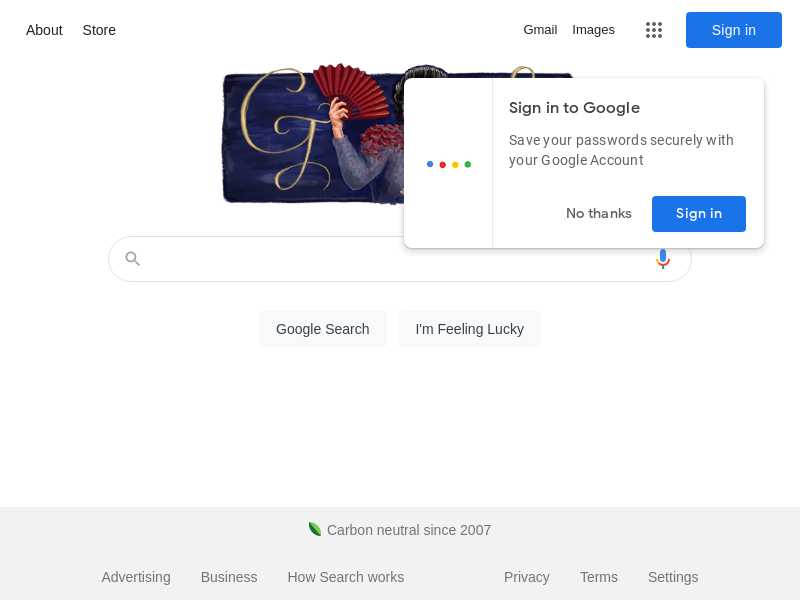 About Store Gmail Images Sign in
Sign in to Google
Save your passwords securely with
your Google Account
No thanks Sign in
Google Search I'm Feeling Lucky
Carbon neutral since 2007
Advertising Business How Search works Privacy Terms Settings